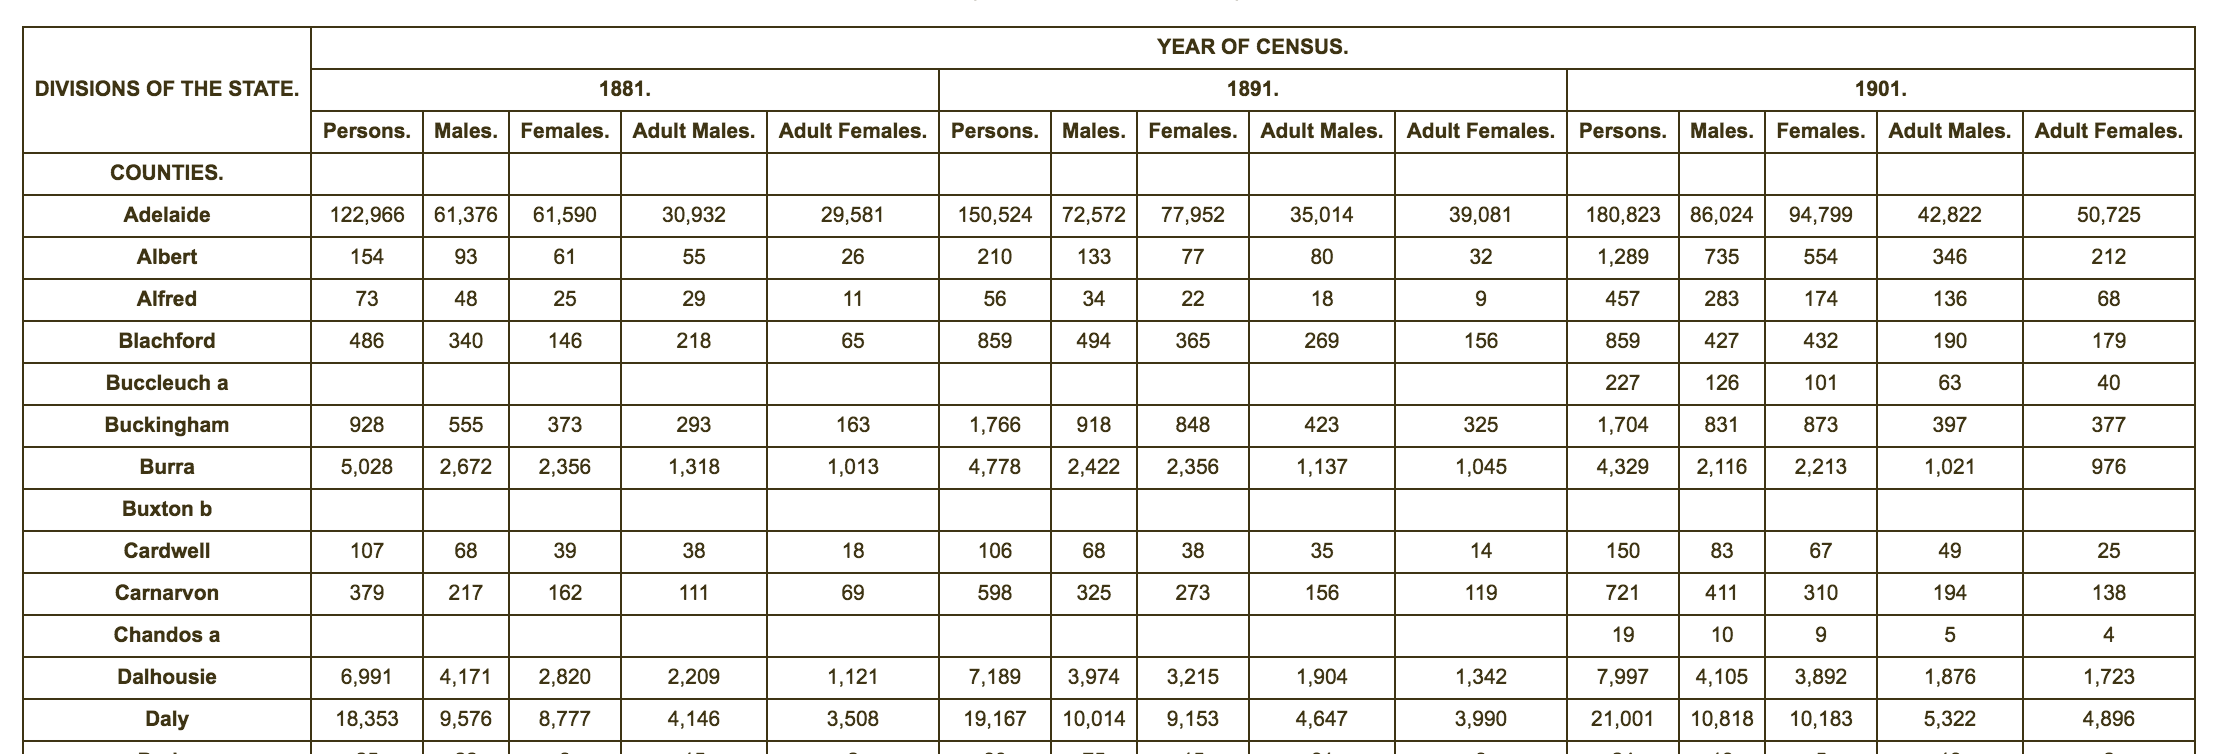 YEAR OF CENSUS.
DIVISIONS OF THE STATE. 1881. 1891. 1901.
Persons. Males. Females. Adult Males. Adult Females. Persons. Males. Females. Adult Males. Adult Females. Persons. Males. Females. Adult Males. Adult Females.
COUNTIES.
Adelaide 122,966 61,376 61,590 30,932 29,581 150,524 72,572 77,952 35,014 39,081 180,823 86,024 94,799 42,822 50,725
Albert 154 93 61 55 26 210 133 77 80 32 1,289 735 554 346 212
Alfred 73 48 25 29 11 56 34 22 18 9 457 283 174 136 68
Blachford 486 340 146 218 65 859 494 365 269 156 859 427 432 190 179
Buccleuch a 227 126 101 63 40
Buckingham 928 555 373 293 163 1,766 918 848 423 325 1,704 831 873 397 377
Burra 5,028 2,672 2,356 1,318 1,013 4,778 2,422 2,356 1,137 1,045 4,329 2,116 2,213 1,021 976
Buxton b
Cardwell 107 68 39 38 18 106 68 38 35 14 150 83 67 49 25
Carnarvon 379 217 162 111 69 598 325 273 156 119 721 411 310 194 138
Chandos a 19 10 9 5 4
Dalhousie 6,991 4,171 2,820 2,209 1,121 7,189 3,974 3,215 1,904 1,342 7,997 4,105 3,892 1,876 1,723
Daly 18,353 9,576 8,777 4,146 3,508 19,167 10,014 9,153 4,647 3,990 21,001 10,818 10,183 5,322 4,896